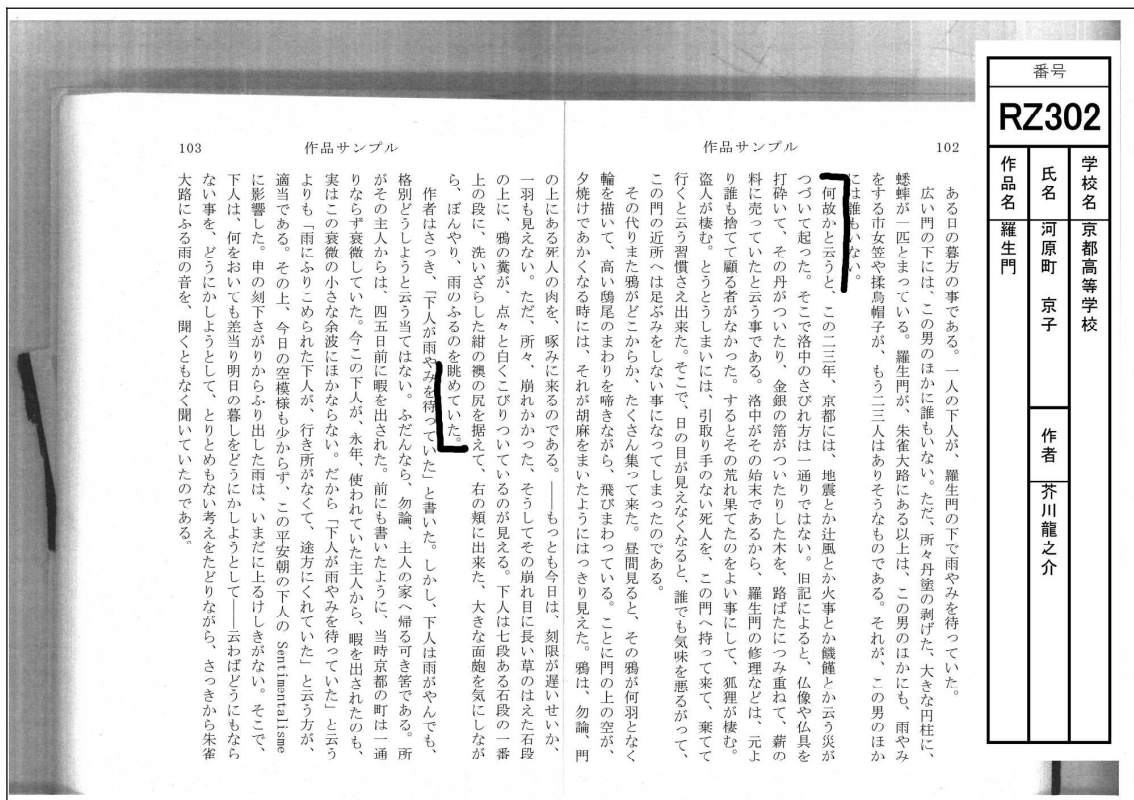 番号
RZ302
学校名 京都高等学校
氏名 河原町 京子
作者 芥川龍之介
作品名 羅生門
102
作品サンプル
ある日の暮方の事である。一人の下人が、羅生門の下で雨やみを待っていた。
広い門の下には、この男のほかに誰もいない。ただ、所々丹塗の剥げた、大きな円柱に、
蟋蟀が一匹とまっている。羅生門が、朱雀大路にある以上は、この男のほかにも、雨やみ
をする市女笠や揉烏帽子が、もう二三人はありそうなものである。それが、この男のほか
には誰もいない。
何故かと云うと、この二三年、京都には、地震とか辻風とか火事とか饑饉とか云う災が
つづいて起った。そこで洛中のさびれ方は一通りではない。旧記によると、仏像や仏具を
打砕いて、その丹がついたり、金銀の箔がついたりした木を、路ばたにつみ重ねて、薪の
料に売っていたと云う事である。洛中がその始末であるから、羅生門の修理などは、元よ
り誰も捨てて顧る者がなかった。するとその荒れ果てたのをよい事にして、狐狸が棲む。
盗人が棲む。とうとうしまいには、引取り手のない死人を、この門へ持って来て、棄てて
行くと云う習慣さえ出来た。そこで、日の目が見えなくなると、誰でも気味を悪るがって、
この門の近所へは足ぶみをしない事になってしまったのである。
その代りまた鴉がどこからか、たくさん集って来た。昼間見ると、その鴉が何羽となく
輪を描いて、高い鴟尾のまわりを啼きながら、飛びまわっている。ことに門の上の空が、
夕焼けであかくなる時には、それが胡麻をまいたようにはっきり見えた。鴉は、勿論、門
作品サンプル
103
の上にある死人の肉を、啄みに来るのである。――もっとも今日は、刻限が遅いせいか、
一羽も見えない。ただ、所々、崩れかかった、そうしてその崩れ目に長い草のはえた石段
の上に、鴉の糞が、点々と白くこびりついているのが見える。下人は七段ある石段の一番
上の段に、洗いざらした紺の襖の尻を据えて、右の頬に出来た、大きな面皰を気にしなが
ら、ぼんやり、雨のふるのを眺めていた。
作者はさっき、「下人が雨やみを待っていた」と書いた。しかし、下人は雨がやんでも、
格別どうしようと云う当てはない。ふだんなら、勿論、主人の家へ帰る可き筈である。所
がその主人からは、四五日前に暇を出された。前にも書いたように、当時京都の町は一通
りならず衰微していた。今この下人が、永年、使われていた主人から、暇を出されたのも、
実はこの衰微の小さな余波にほかならない。だから「下人が雨やみを待っていた」と云う
よりも「雨にふりこめられた下人が、行き所がなくて、途方にくれていた」と云う方が、
適当である。その上、今日の空模様も少からず、この平安朝の下人の Sentimentalisme
に影響した。申の刻下さがりからふり出した雨は、いまだに上るけしきがない。そこで、
下人は、何をおいても差当り明日の暮しをどうにかしようとして――云わばどうにもなら
ない事を、どうにかしようとして、とりとめもない考えをたどりながら、さっきから朱雀
大路にふる雨の音を、聞くともなく聞いていたのである。